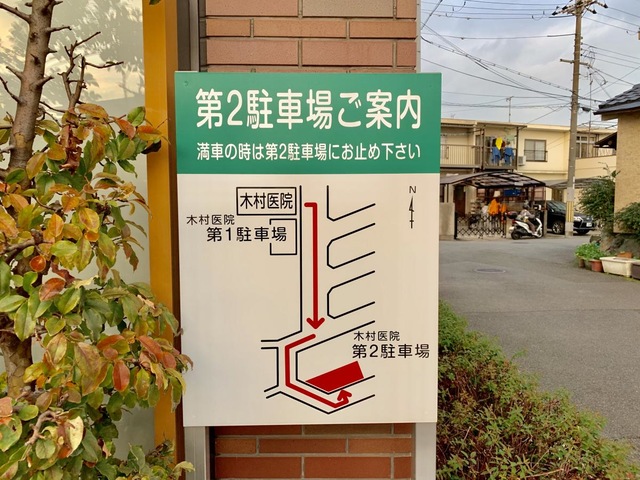 第2駐車場ご案内
満車の時は第2駐車場にお止め下さい
木村医院
N
木村医院
第1駐車場
木村医院
第2駐車場